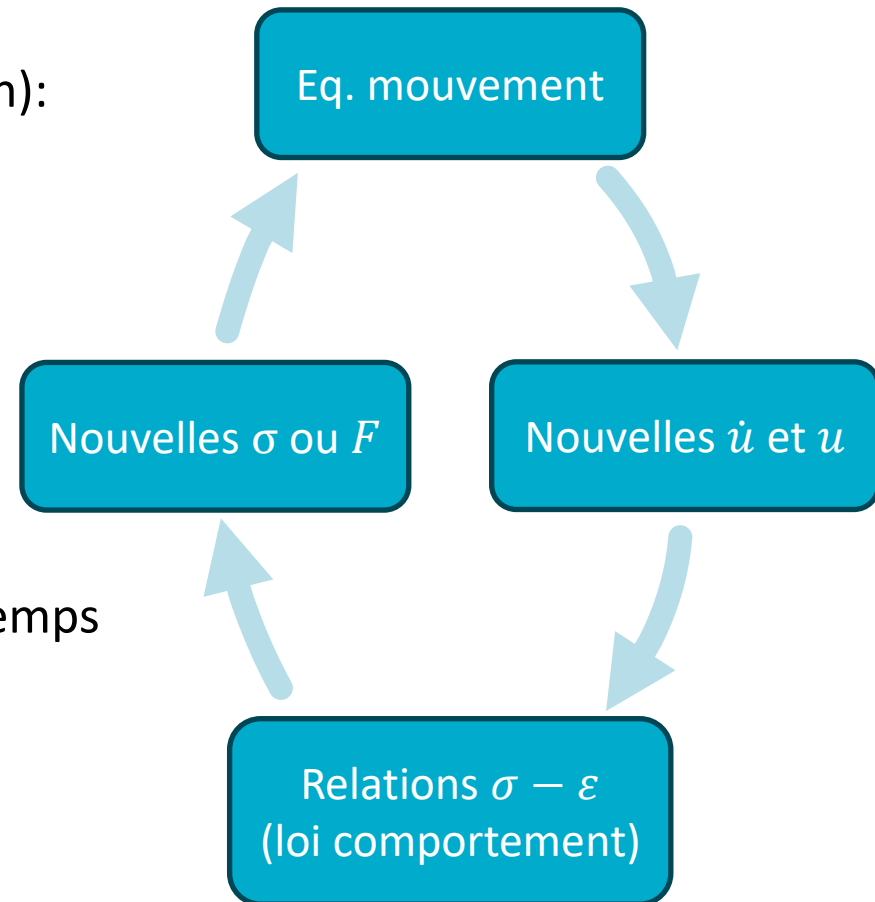 n):
Eq. mouvement
Nouvelles σ ou F
Nouvelles u̇ et u
emps
Relations σ − ε
(loi comportement)